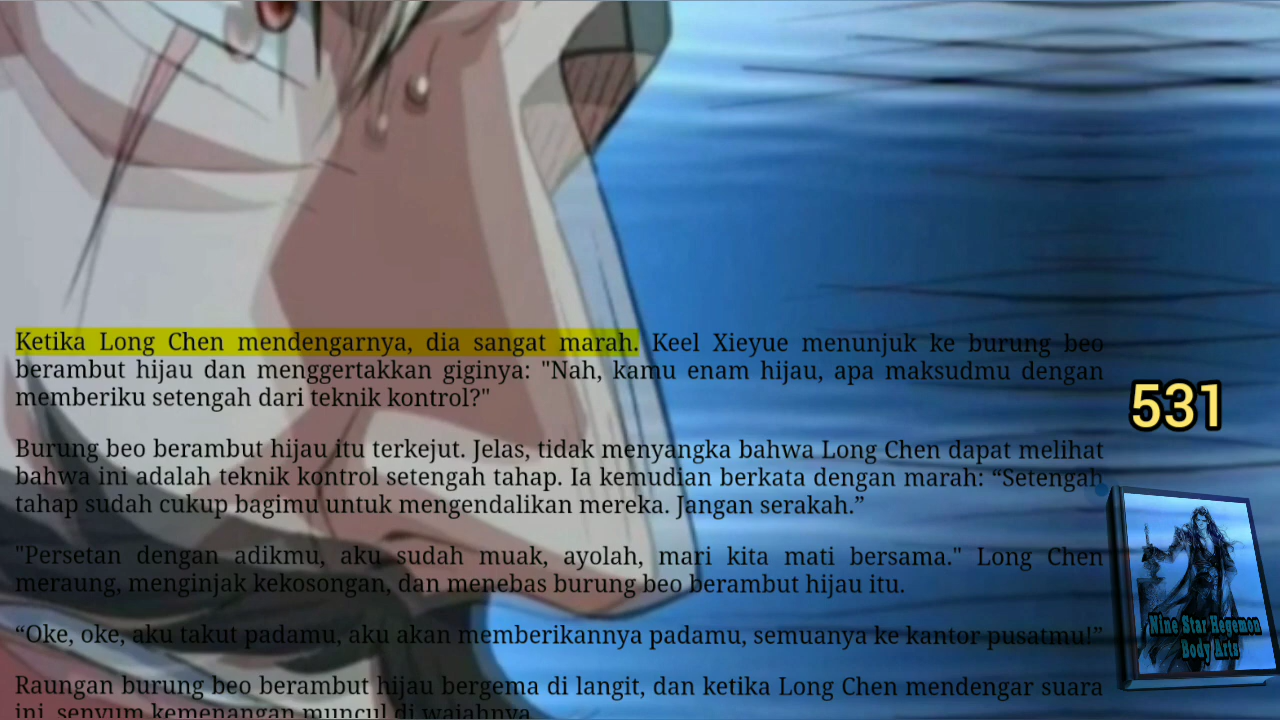 Ketika Long Chen mendengarnya, dia sangat marah. Keel Xieyue menunjuk ke burung beo
berambut hijau dan menggertakkan giginya: "Nah, kamu enam hijau, apa maksudmu dengan
memberiku setengah dari teknik kontrol?"
Burung beo berambut hijau itu terkejut. Jelas, tidak menyangka bahwa Long Chen dapat melihat
bahwa ini adalah teknik kontrol setengah tahap. Ia kemudian berkata dengan marah: “Setengah
tahap sudah cukup bagimu untuk mengendalikan mereka. Jangan serakah.”
"Persetan dengan adikmu, aku sudah muak, ayolah, mari kita mati bersama." Long Chen
meraung, menginjak kekosongan, dan menebas burung beo berambut hijau itu.
“Oke, oke, aku takut padamu, aku akan memberikannya padamu, semuanya ke kantor pusatmu!”
Raungan burung beo berambut hijau bergema di langit, dan ketika Long Chen mendengar suara
ini, senyum kemenangan muncul di wajahnya.
531
Nine Star Hegemon
Body Arts